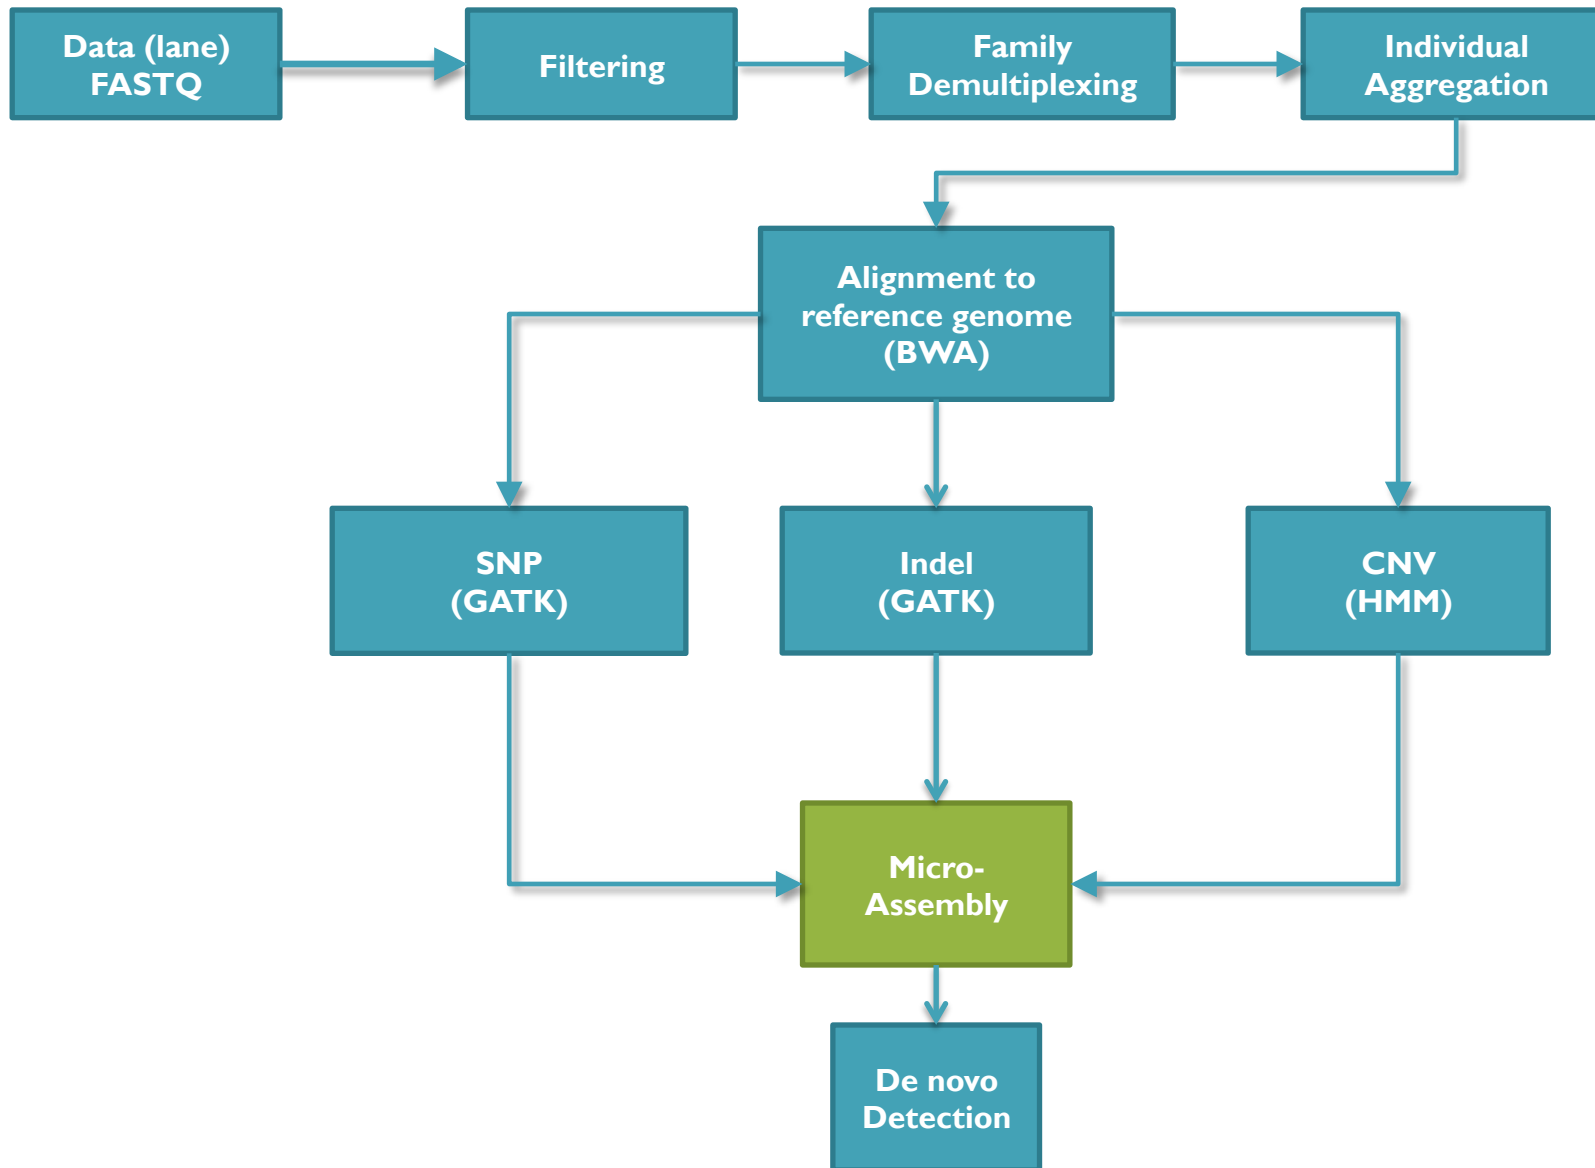 Data (lane)
FASTQ
Filtering
Family
Demultiplexing
Individual
Aggregation
Alignment to
reference genome
(BWA)
SNP
(GATK)
Indel
(GATK)
CNV
(HMM)
Micro-
Assembly
De novo
Detection